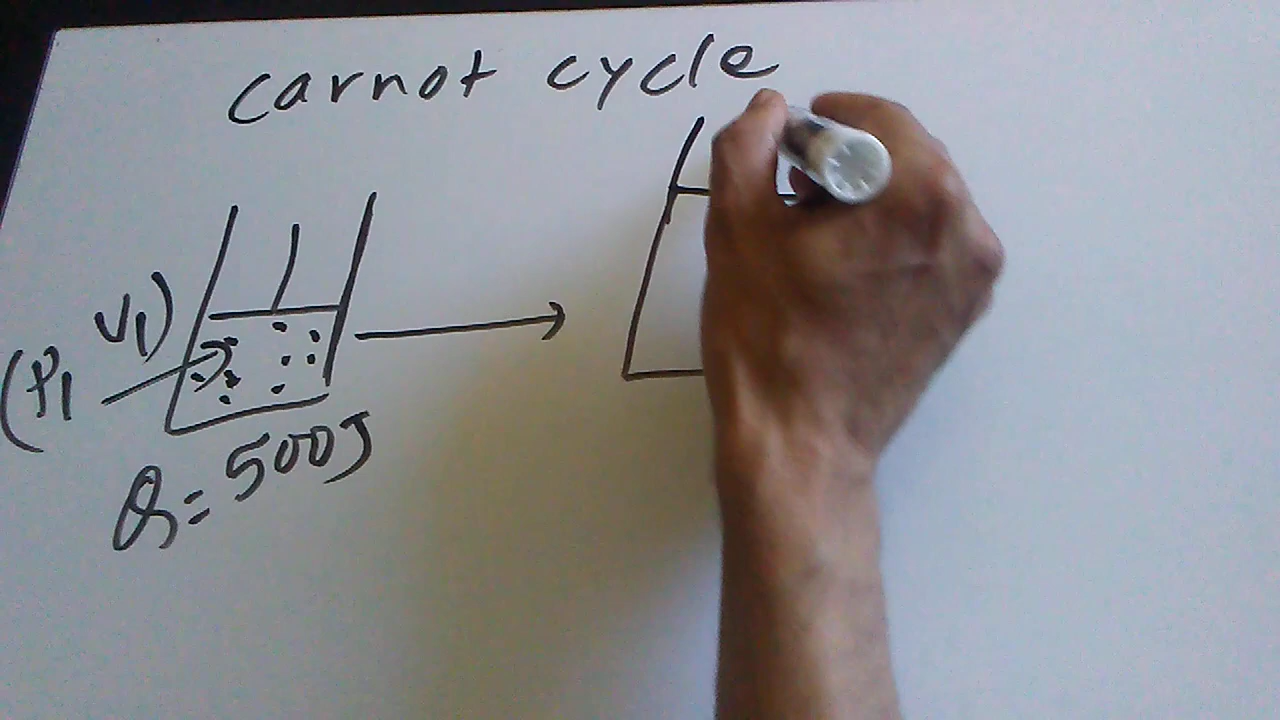 carnot cycle
(P1 V1)
Q = 500J